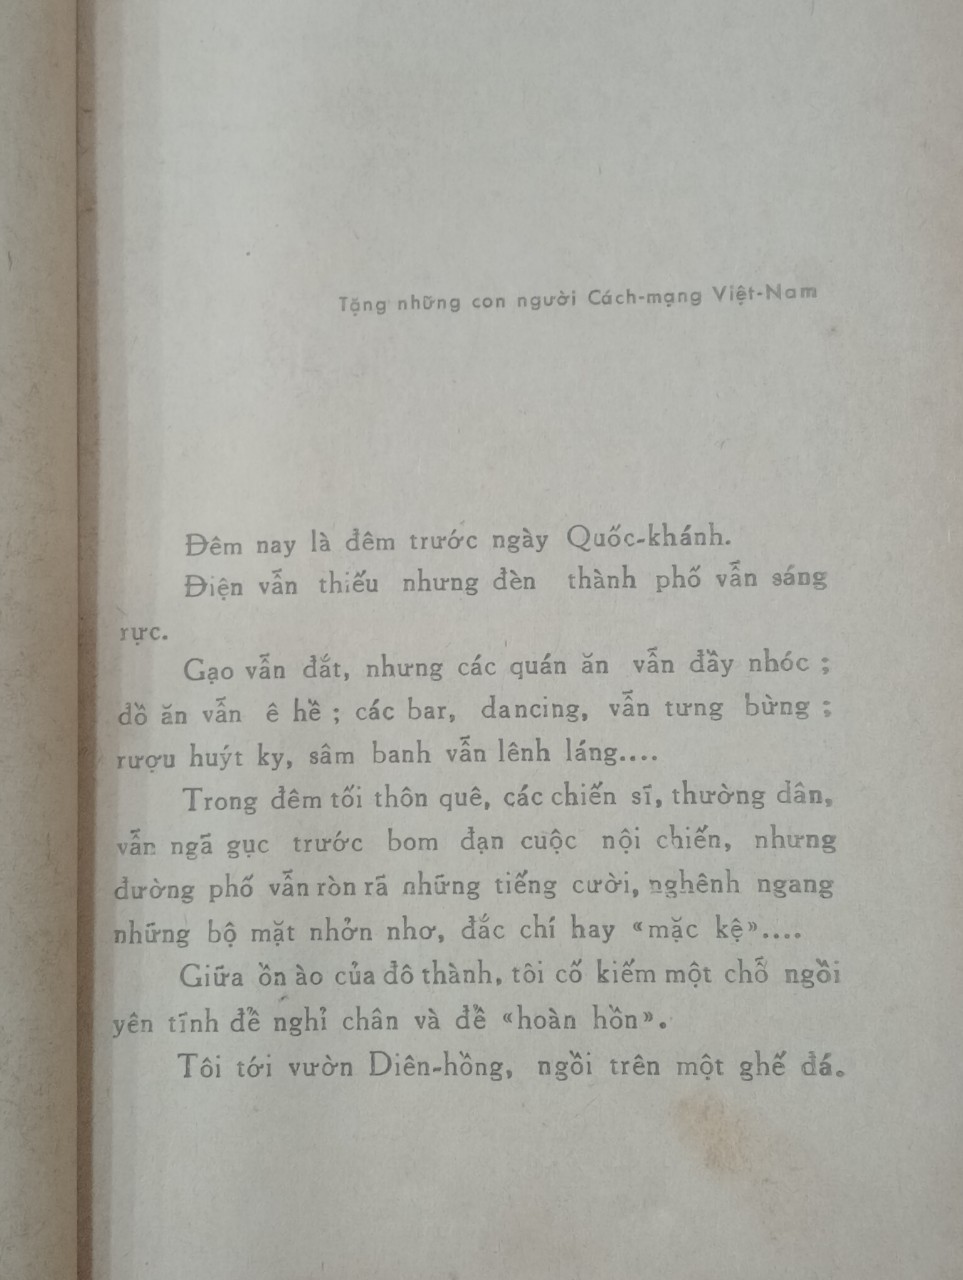 Tặng những con người Cách-mạng Việt-Nam
Đêm nay là đêm trước ngày Quốc-khánh.
Điện vẫn thiếu nhưng đèn thành phố vẫn sáng
rực.
Gạo vẫn đắt, nhưng các quán ăn vẫn đầy nhóc ;
đồ ăn vẫn ê hề ; các bar, dancing, vẫn tưng bừng ;
rượu huýt ky, sâm banh vẫn lênh láng....
Trong đêm tối thôn quê, các chiến sĩ, thường dân,
vẫn ngã gục trước bom đạn cuộc nội chiến, nhưng
đường phố vẫn ròn rã những tiếng cười, nghênh ngang
những bộ mặt nhởn nhơ, đắc chí hay «mặc kệ»....
Giữa ồn ào của đô thành, tôi cố kiếm một chỗ ngồi
yên tĩnh để nghỉ chân và để «hoàn hồn».
Tôi tới vườn Diên-hồng, ngồi trên một ghế đá.